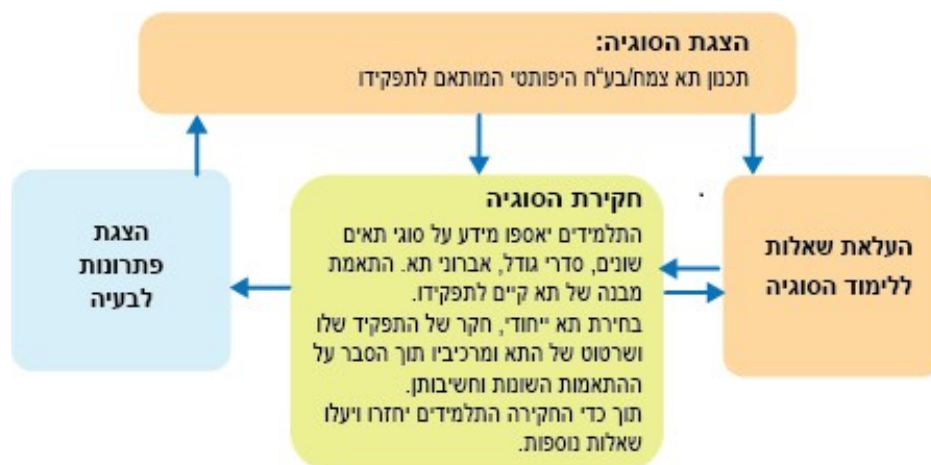 הצגת הסוגיה:
תכנון תא צמח/בע"ח היפותטי המותאם לתפקידו
העלאת שאלות
ללימוד הסוגיה
חקירת הסוגיה
התלמידים יאספו מידע על סוגי תאים
שונים, סדרי גודל, אברוני תא. התאמת
מבנה של תא קיים לתפקידו.
בחירת תא ייחודי, חקר של התפקיד שלו
ושרטוט של התא ומרכיביו תוך הסבר על
ההתאמות השונות וחשיבותן.
תוך כדי החקירה התלמידים יחזרו ויעלו
שאלות נוספות.
הצגת
פתרונות
לבעיה